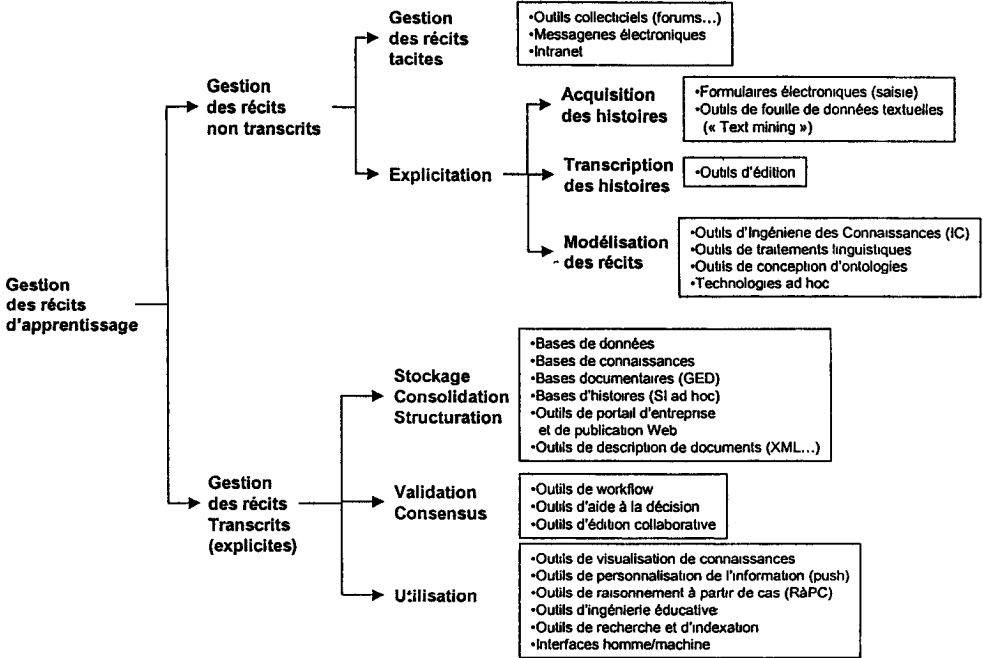 Gestion
des récits
tacites
•Outils collecticiels (forums...)
•Messageries électroniques
•Intranet
Gestion
des récits
non transcrits
Acquisition
des histoires
•Formulaires électroniques (saisie)
•Outils de fouille de données textuelles
(« Text mining »)
Explicitation
Transcription
des histoires
•Outils d'édition
Modélisation
des récits
•Outils d'Ingénierie des Connaissances (IC)
•Outils de traitements linguistiques
•Outils de conception d'ontologies
•Technologies ad hoc
Gestion
des récits
d'apprentissage
Stockage
Consolidation
Structuration
•Bases de données
•Bases de connaissances
•Bases documentaires (GED)
•Bases d'histoires (SI ad hoc)
•Outils de portail d'entreprise
et de publication Web
•Outils de description de documents (XML...)
Gestion
des récits
Transcrits
(explicites)
Validation
Consensus
•Outils de workflow
•Outils d'aide à la décision
•Outils d'édition collaborative
Utilisation
•Outils de visualisation de connaissances
•Outils de personnalisation de l'information (push)
•Outils de raisonnement à partir de cas (RàPC)
•Outils d'ingénierie éducative
•Outils de recherche et d'indexation
•Interfaces homme/machine